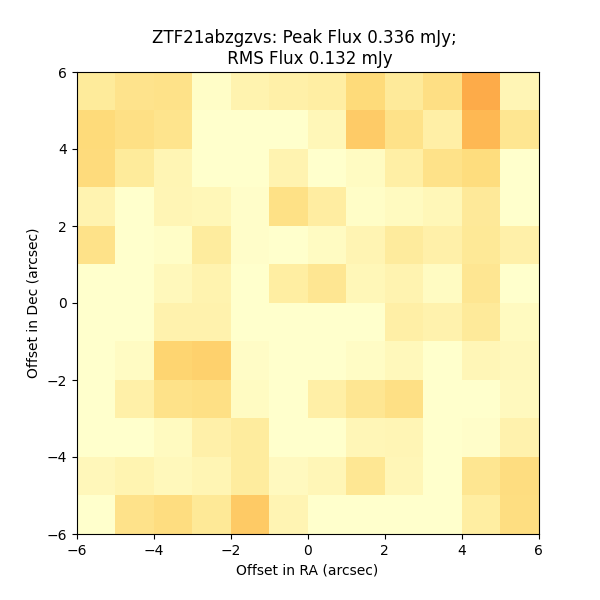 ZTF21abzgzvs: Peak Flux 0.336 mJy;
RMS Flux 0.132 mJy
6
4
2
0
−2
−4
−6
Offset in Dec (arcsec)
−6 −4 −2 0 2 4 6
Offset in RA (arcsec)